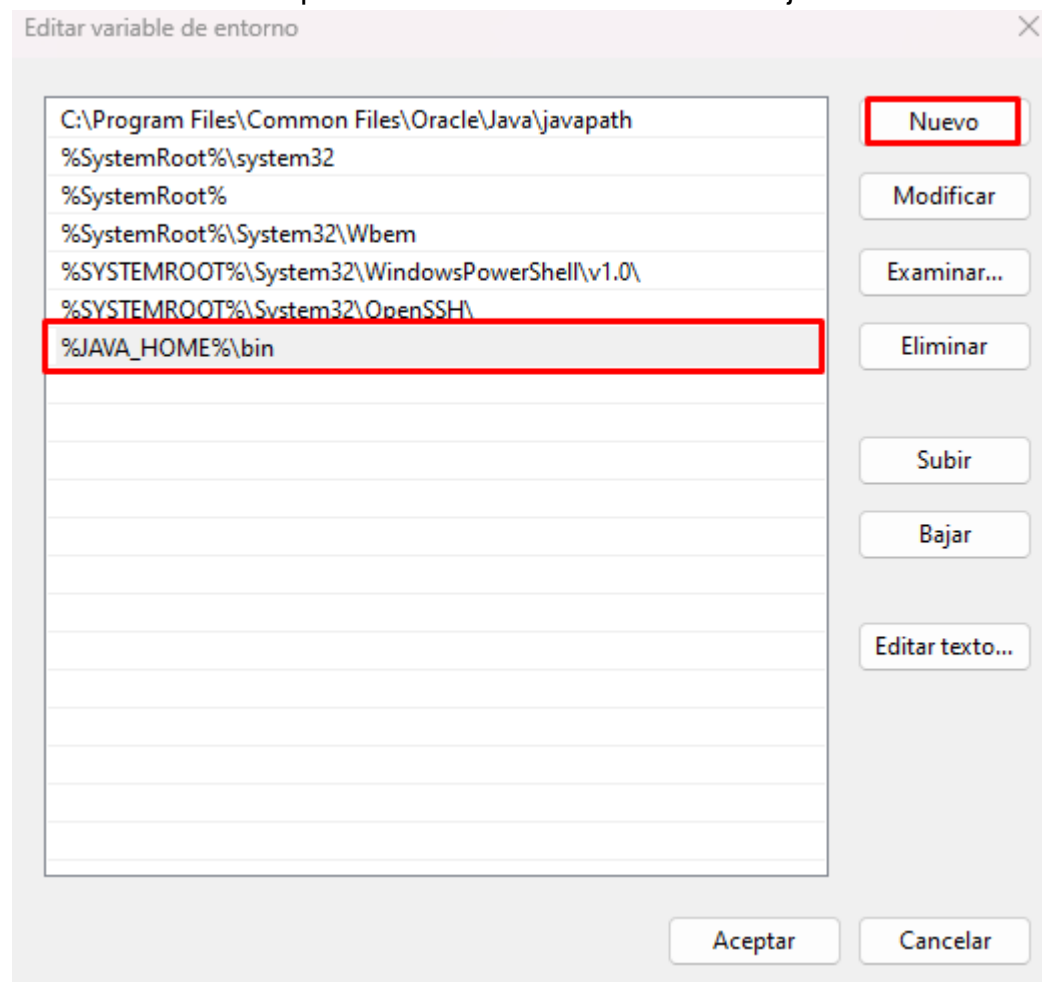 Editar variable de entorno
C:\Program Files\Common Files\Oracle\Java\javapath
Nuevo
%SystemRoot%\system32
%SystemRoot%
Modificar
%SystemRoot%\System32\Wbem
%SYSTEMROOT%\System32\WindowsPowerShell\v1.0\
Examinar...
%SYSTEMROOT%\System32\OpenSSH\
%JAVA_HOME%\bin
Eliminar
Subir
Bajar
Editar texto...
Aceptar
Cancelar